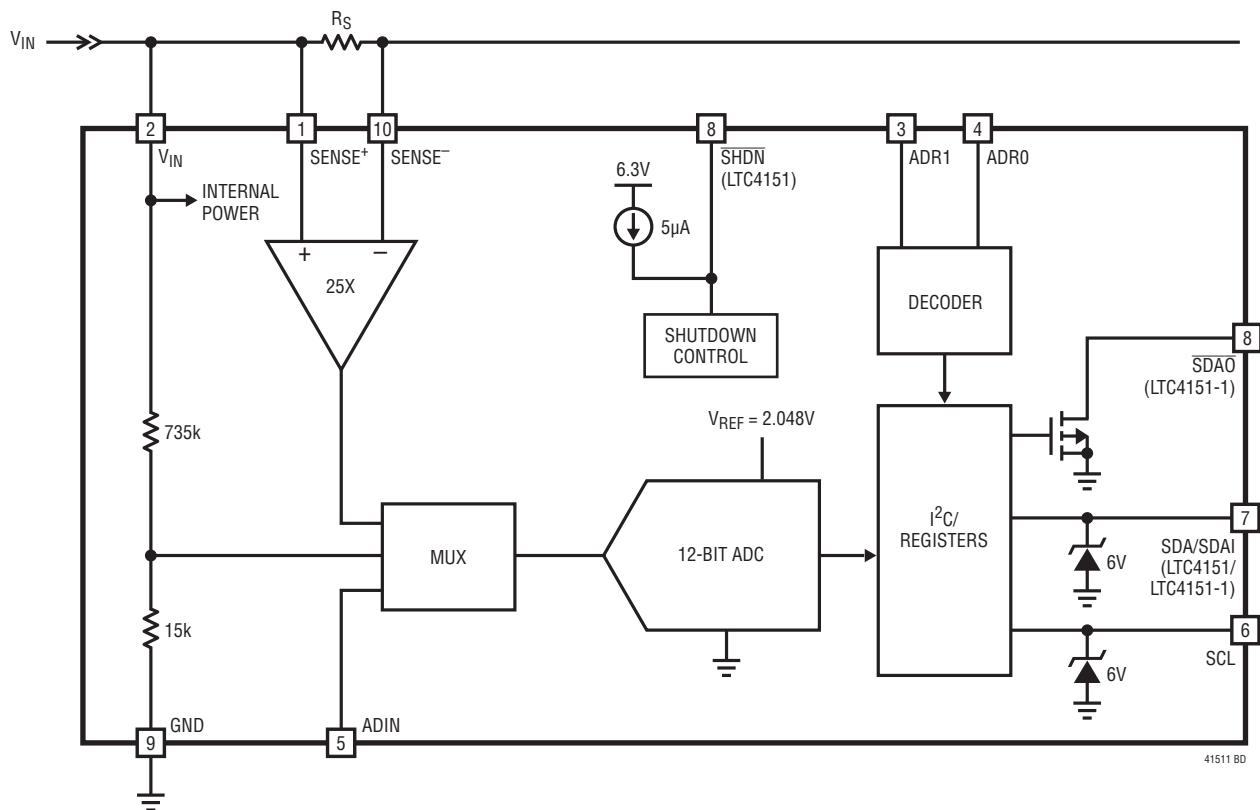 RS
VIN
2
1
10
8
3
4
VIN
SENSE+
SENSE−
SHDN
(LTC4151)
ADR1
ADR0
INTERNAL
POWER
6.3V
5µA
+
−
25X
DECODER
SHUTDOWN
CONTROL
8
SDAO
(LTC4151-1)
735k
VREF = 2.048V
I2C/
REGISTERS
7
MUX
12-BIT ADC
SDA/SDAI
(LTC4151/
LTC4151-1)
6V
15k
6
SCL
6V
GND
ADIN
9
5
41511 BD